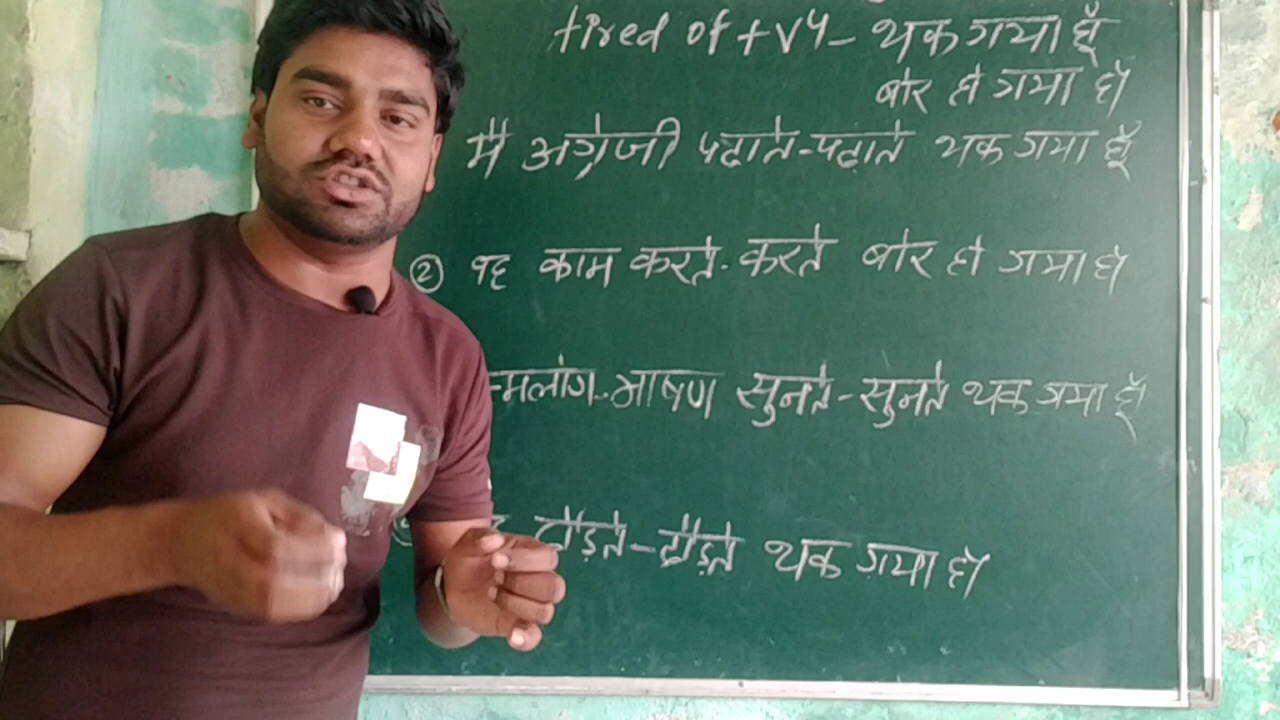 tired of + V4 - थक गया हूँ
बोर हो गया हो
मैं अग्रेजी पढाते-पढ़ाते थक गया हूँ
② वह काम करते-करते बोर हो गया हो
मलोग भाषण सुनते-सुनते थक गया हूँ
दौड़ते-दौड़ते थक गया हो